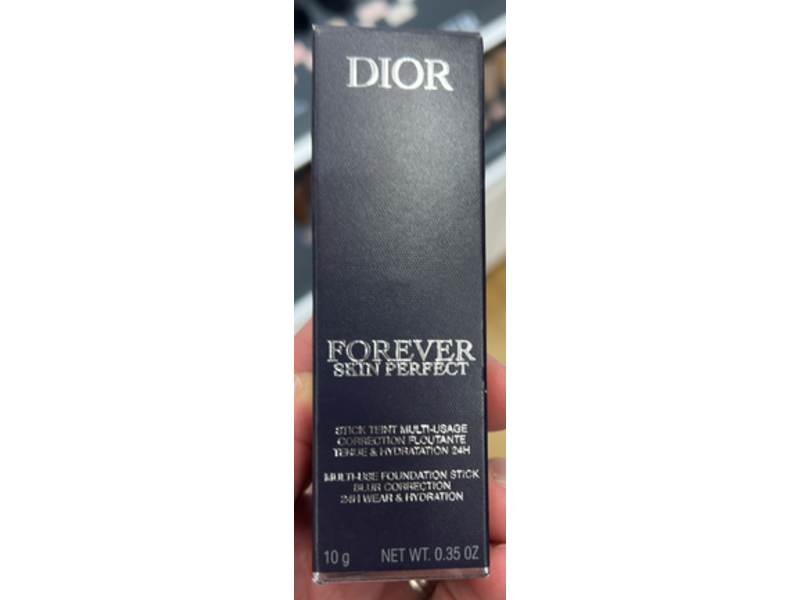 DIOR
FOREVER
SKIN PERFECT
STICK TEINT MULTI-USAGE
CORRECTION FLOUTANTE
TENUE & HYDRATATION 24H
MULTI-USE FOUNDATION STICK
BLUR CORRECTION
24H WEAR & HYDRATION
10 g NET WT. 0.35 OZ